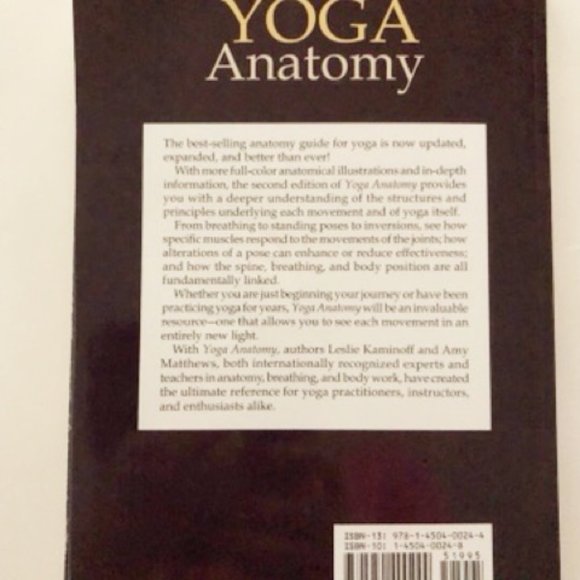 YOGA
Anatomy
The best-selling anatomy guide for yoga is now updated,
expanded, and better than ever!
With more full-color anatomical illustrations and in-depth
information, the second edition of Yoga Anatomy provides
you with a deeper understanding of the structures and
principles underlying each movement and of yoga itself.
From breathing to standing poses to inversions, see how
specific muscles respond to the movements of the joints; how
alterations of a pose can enhance or reduce effectiveness;
and how the spine, breathing, and body position are all
fundamentally linked.
Whether you are just beginning your journey or have been
practicing yoga for years, Yoga Anatomy will be an invaluable
resource—one that allows you to see each movement in an
entirely new light.
With Yoga Anatomy, authors Leslie Kaminoff and Amy
Matthews, both internationally recognized experts and
teachers in anatomy, breathing, and body work, have created
the ultimate reference for yoga practitioners, instructors,
and enthusiasts alike.
ISBN-13: 978-1-4504-0024-4
ISBN-10: 1-4504-0024-8
51995